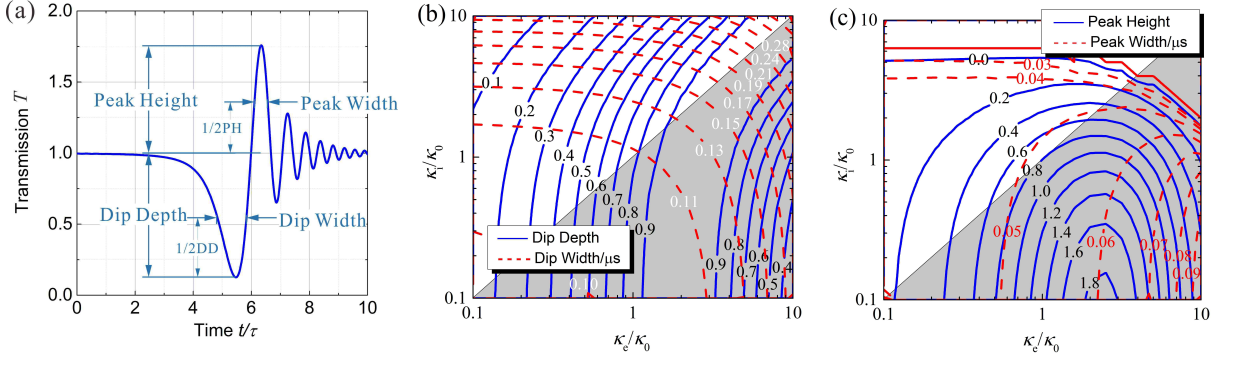 (a)
2.0
1.5
1.0
0.5
0.0
Transmission T
Peak Height
Peak Width
1/2PH
Dip Depth
Dip Width
1/2DD
0 2 4 6 8 10
Time t/τ
(b)
10
1
0.1
κi/κ0
0.1
0.2
0.3
0.4
0.5
0.6
0.7
0.8
0.9
0.28
0.24
0.21
0.19
0.17
0.15
0.13
0.11
0.10
0.9
0.8
0.7
0.6
0.5
0.4
Dip Depth
Dip Width/μs
0.1 1 10
κe/κ0
(c)
10
1
0.1
κi/κ0
Peak Height
Peak Width/μs
0.0
0.03
0.04
0.2
0.4
0.6
0.8
1.0
1.2
1.4
1.6
1.8
0.05
0.06
0.07
0.08
0.09
0.1 1 10
κe/κ0